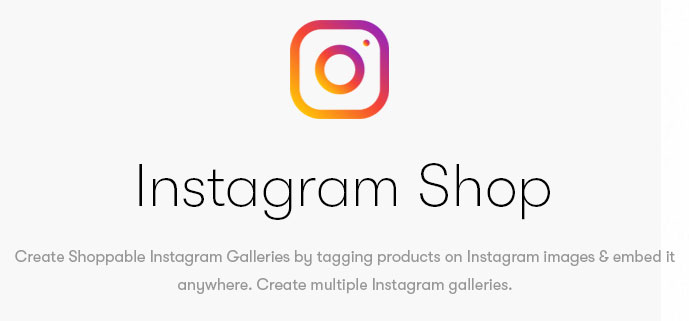 Instagram Shop
Create Shoppable Instagram Galleries by tagging products on Instagram images & embed it
anywhere. Create multiple Instagram galleries.